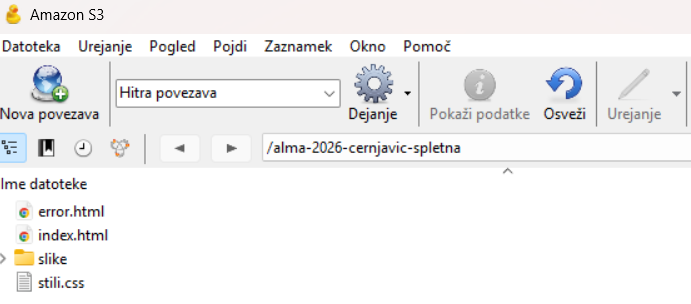 Amazon S3
Datoteka Urejanje Pogled Pojdi Zaznamek Okno Pomoč
Nova povezava Hitra povezava Dejanje Pokaži podatke Osveži Urejanje
/alma-2026-cernjavic-spletna
Ime datoteke
error.html
index.html
slike
stili.css